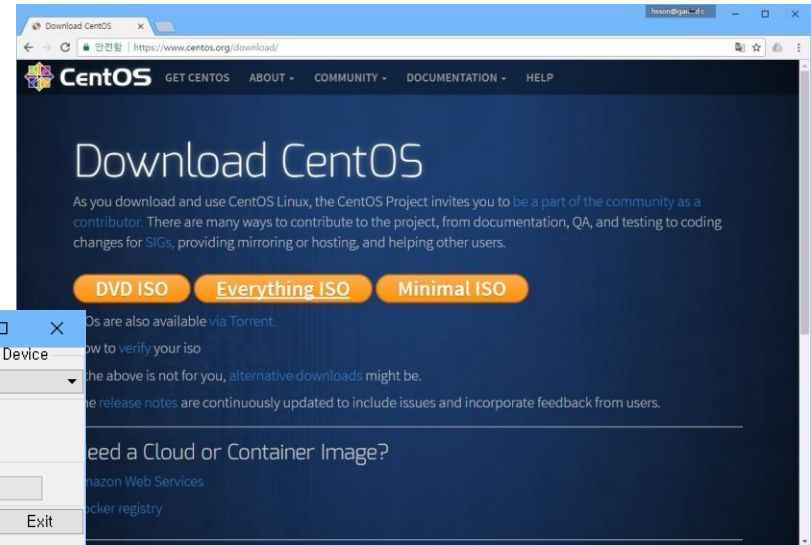 Download CentOS
안전함 | https://www.centos.org/download/
CentOS GET CENTOS ABOUT COMMUNITY DOCUMENTATION HELP
Download CentOS
As you download and use CentOS Linux, the CentOS Project invites you to be a part of the community as a
contributor. There are many ways to contribute to the project, from documentation, QA, and testing to coding
changes for SIGs, providing mirroring or hosting, and helping other users.
DVD ISO Everything ISO Minimal ISO
Os are also available via Torrent.
ow to verify your iso
the above is not for you, alternative downloads might be.
e release notes are continuously updated to include issues and incorporate feedback from users.
eed a Cloud or Container Image?
mazon Web Services
ocker registry
Device
Exit